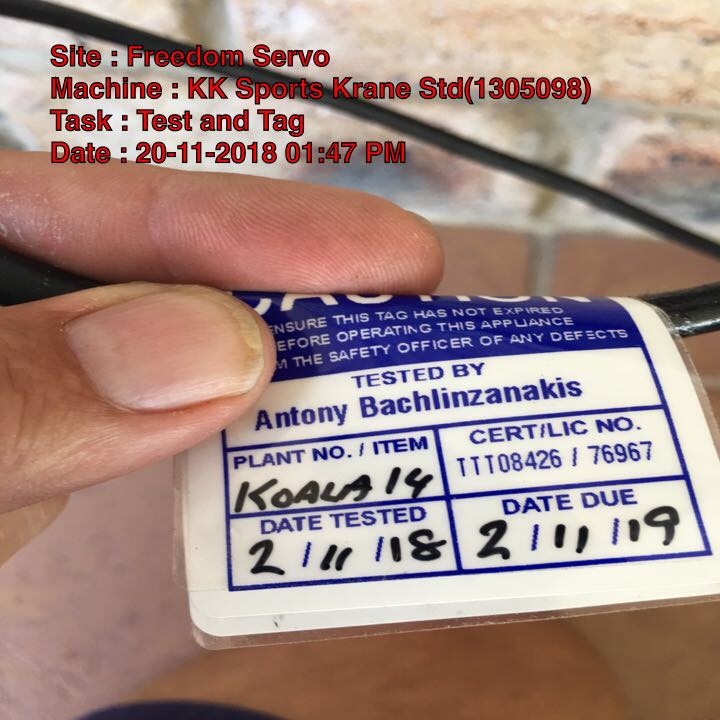 Site : Freedom Servo
Machine : KK Sports Krane Std(1305098)
Task : Test and Tag
Date : 20-11-2018 01:47 PM
ENSURE THIS TAG HAS NOT EXPIRED
BEFORE OPERATING THIS APPLIANCE
THE SAFETY OFFICER OF ANY DEFECTS
TESTED BY
Antony Bachlinzanakis
PLANT NO. / ITEM
KOALA 14
CERT/LIC NO.
TTT08426 / 76967
DATE TESTED
2 / 11 / 18
DATE DUE
2 / 11 / 19